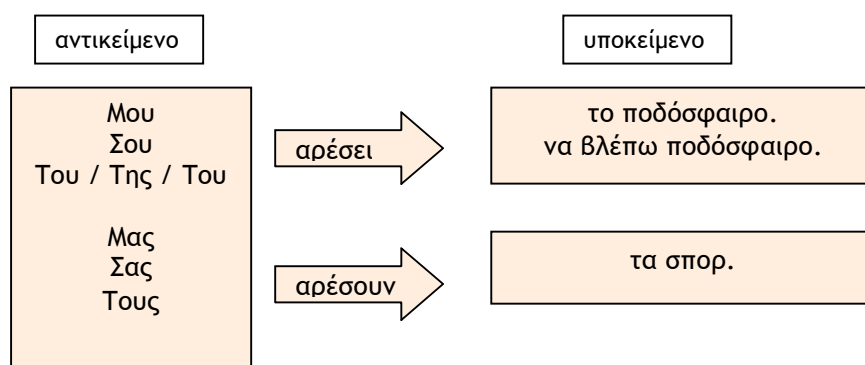 αντικείμενο
υποκείμενο
Μου
Σου
Του / Της / Του
Μας
Σας
Τους
αρέσει
αρέσουν
το ποδόσφαιρο.
να βλέπω ποδόσφαιρο.
τα σπορ.